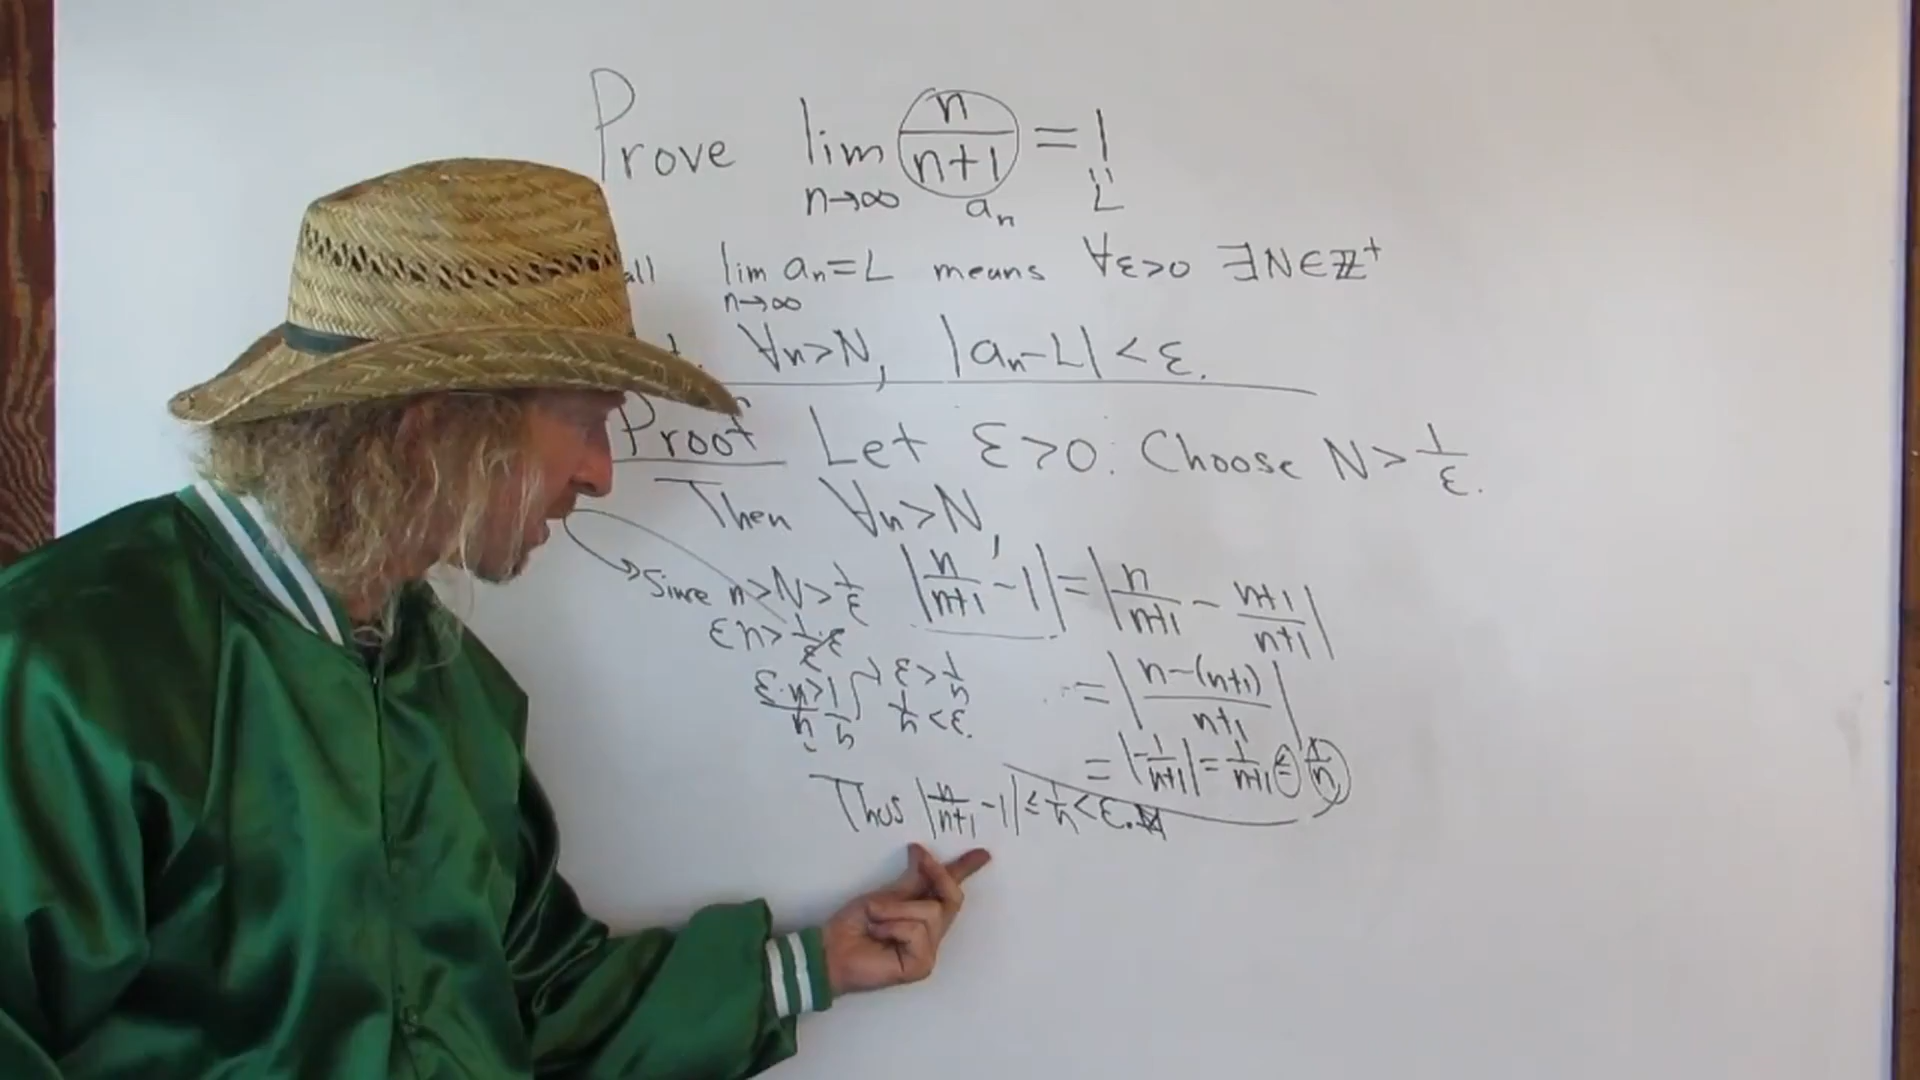 Prove lim n→∞ n/(n+1) = 1
aₙ L
all lim n→∞ aₙ = L means ∀ε>0 ∃N∈ℤ⁺
∀n>N, |aₙ-L| < ε.
Proof Let ε>0. Choose N > 1/ε.
Then ∀n>N,
Since n>N>1/ε
|n/(n+1) - 1| = |n/(n+1) - (n+1)/(n+1)|
εn > 1/ε·ε
ε·n/n > 1/n
ε > 1/n
1/n < ε.
= |(n-(n+1))/(n+1)|
= |-1/(n+1)| = 1/(n+1) ≤ 1/n
Thus |n/(n+1) - 1| ≤ 1/n < ε.